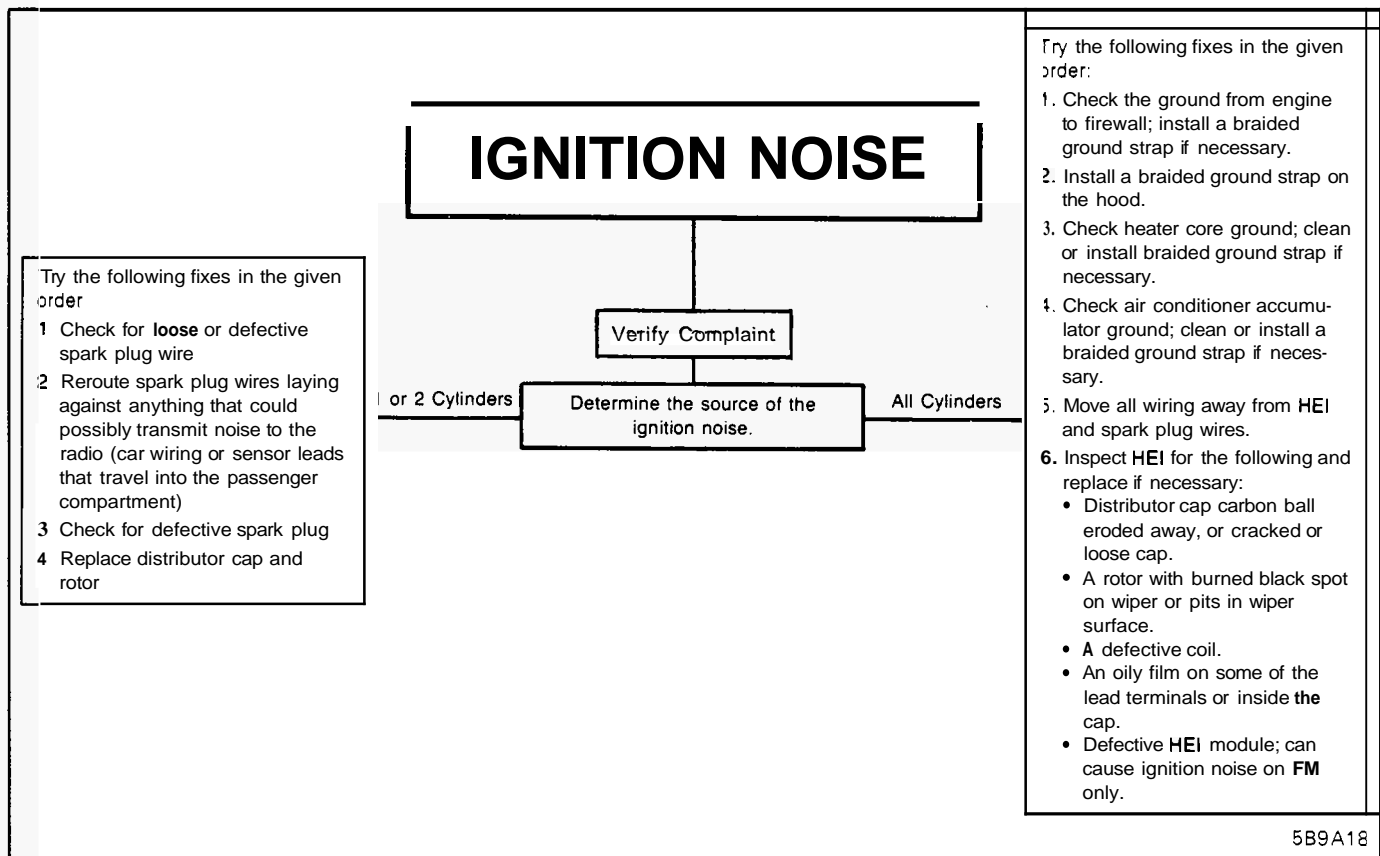 IGNITION NOISE
Verify Complaint
Determine the source of the
ignition noise.
1 or 2 Cylinders
All Cylinders
Try the following fixes in the given
order
1 Check for loose or defective
spark plug wire
2 Reroute spark plug wires laying
against anything that could
possibly transmit noise to the
radio (car wiring or sensor leads
that travel into the passenger
compartment)
3 Check for defective spark plug
4 Replace distributor cap and
rotor
Try the following fixes in the given
order:
1. Check the ground from engine
to firewall; install a braided
ground strap if necessary.
2. Install a braided ground strap on
the hood.
3. Check heater core ground; clean
or install braided ground strap if
necessary.
4. Check air conditioner accumu-
lator ground; clean or install a
braided ground strap if neces-
sary.
5. Move all wiring away from HEI
and spark plug wires.
6. Inspect HEI for the following and
replace if necessary:
• Distributor cap carbon ball
eroded away, or cracked or
loose cap.
• A rotor with burned black spot
on wiper or pits in wiper
surface.
• A defective coil.
• An oily film on some of the
lead terminals or inside the
cap.
• Defective HEI module; can
cause ignition noise on FM
only.
5B9A18